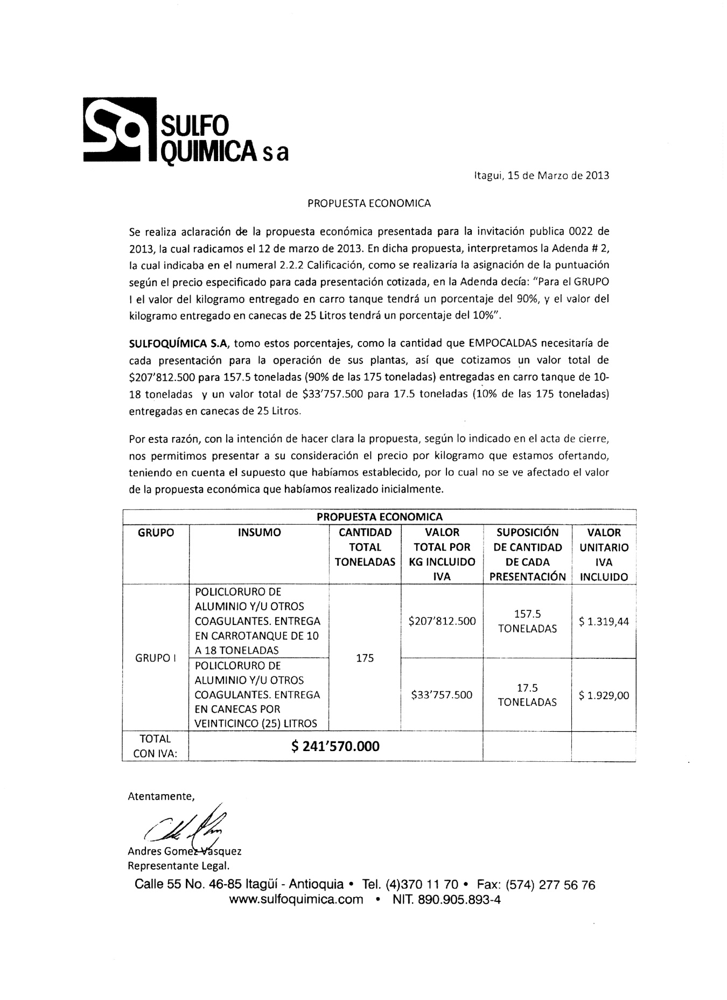 Sq SULFO
QUIMICA s a
Itagui, 15 de Marzo de 2013
PROPUESTA ECONOMICA
Se realiza aclaración de la propuesta económica presentada para la invitación publica 0022 de
2013, la cual radicamos el 12 de marzo de 2013. En dicha propuesta, interpretamos la Adenda # 2,
la cual indicaba en el numeral 2.2.2 Calificación, como se realizaría la asignación de la puntuación
según el precio especificado para cada presentación cotizada, en la Adenda decía: "Para el GRUPO
I el valor del kilogramo entregado en carro tanque tendrá un porcentaje del 90%, y el valor del
kilogramo entregado en canecas de 25 Litros tendrá un porcentaje del 10%".
SULFOQUÍMICA S.A, tomo estos porcentajes, como la cantidad que EMPOCALDAS necesitaría de
cada presentación para la operación de sus plantas, así que cotizamos un valor total de
$207'812.500 para 157.5 toneladas (90% de las 175 toneladas) entregadas en carro tanque de 10-
18 toneladas y un valor total de $33'757.500 para 17.5 toneladas (10% de las 175 toneladas)
entregadas en canecas de 25 Litros.
Por esta razón, con la intención de hacer clara la propuesta, según lo indicado en el acta de cierre,
nos permitimos presentar a su consideración el precio por kilogramo que estamos ofertando,
teniendo en cuenta el supuesto que habíamos establecido, por lo cual no se ve afectado el valor
de la propuesta económica que habíamos realizado inicialmente.
PROPUESTA ECONOMICA
GRUPO INSUMO CANTIDAD VALOR SUPOSICIÓN VALOR
TOTAL TOTAL POR DE CANTIDAD UNITARIO
TONELADAS KG INCLUIDO DE CADA IVA
IVA PRESENTACIÓN INCLUIDO
POLICLORURO DE
ALUMINIO Y/U OTROS
COAGULANTES. ENTREGA
EN CARROTANQUE DE 10
A 18 TONELADAS
$207'812.500
157.5
TONELADAS
$ 1.319,44
GRUPO I
175
POLICLORURO DE
ALUMINIO Y/U OTROS
COAGULANTES. ENTREGA
EN CANECAS POR
VEINTICINCO (25) LITROS
$33'757.500
17.5
TONELADAS
$ 1.929,00
TOTAL
CON IVA:
$ 241'570.000
Atentamente,
Andres Gomez Vasquez
Representante Legal.
Calle 55 No. 46-85 Itagüí - Antioquia • Tel. (4)370 11 70 • Fax: (574) 277 56 76
www.sulfoquimica.com • NIT. 890.905.893-4